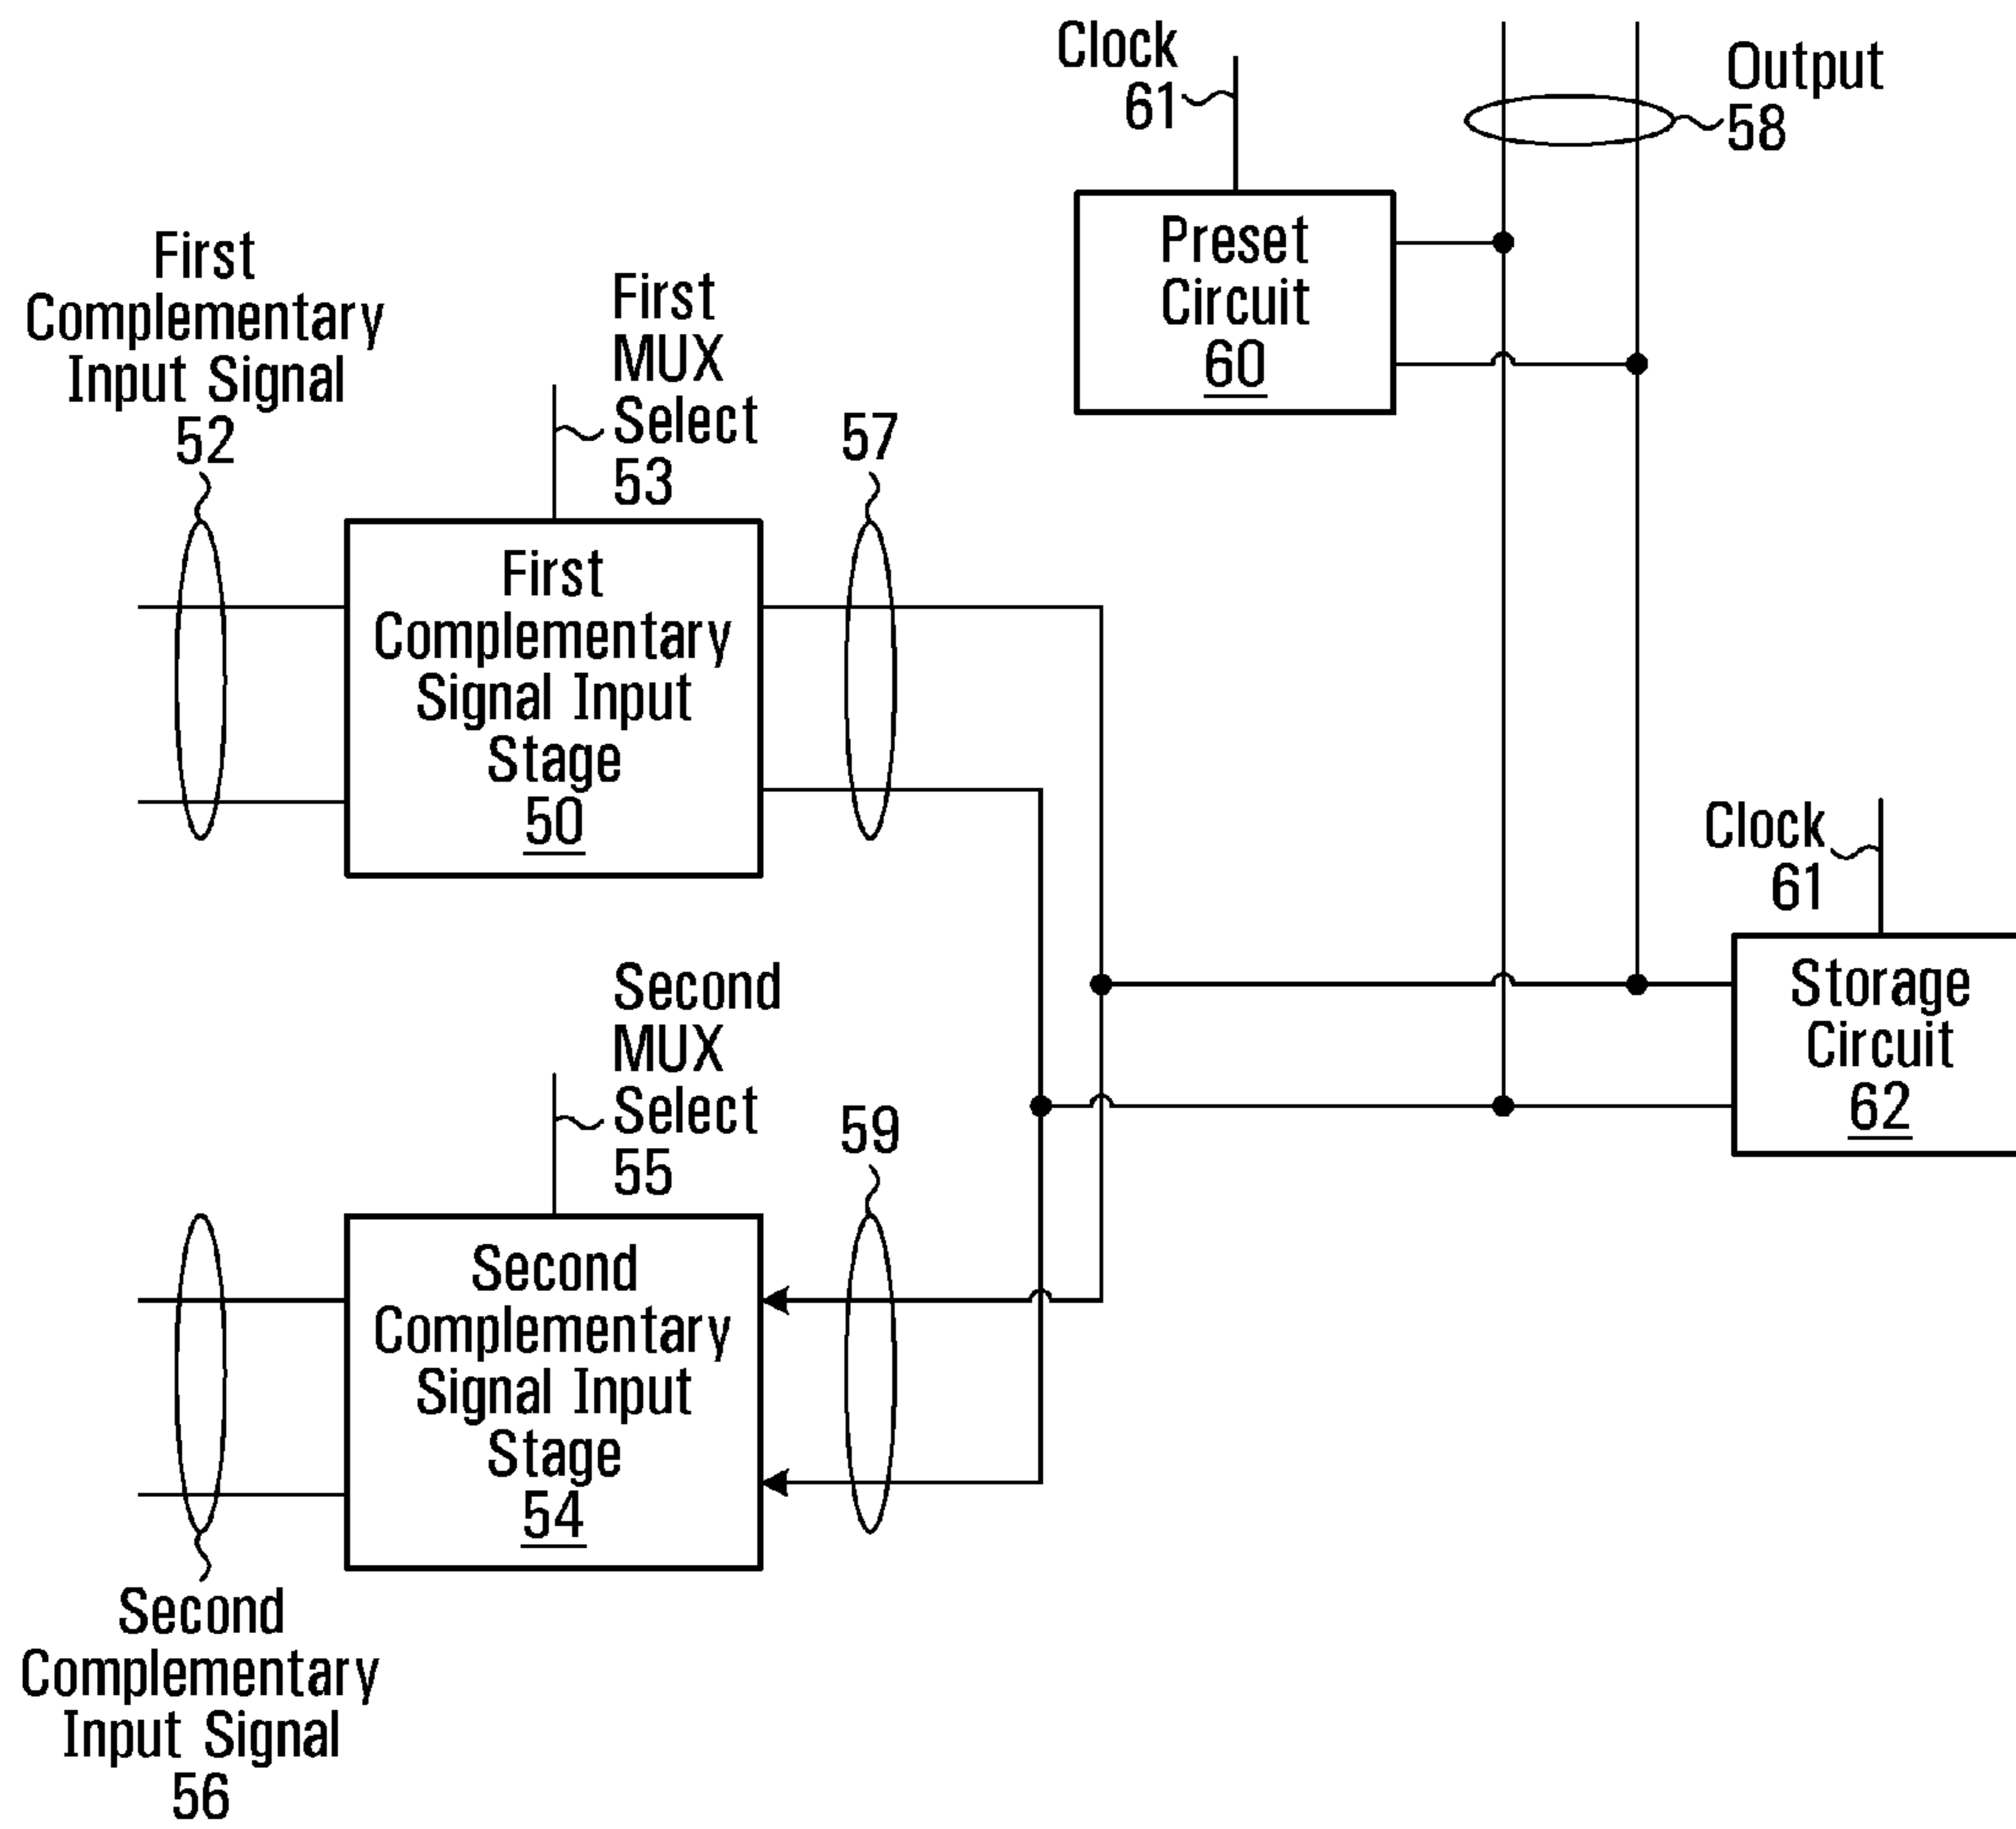 Clock
61
Output
58
Preset
Circuit
60
First
Complementary
Input Signal
52
First
MUX
Select
53
57
First
Complementary
Signal Input
Stage
50
Clock
61
Storage
Circuit
62
Second
MUX
Select
55
59
Second
Complementary
Signal Input
Stage
54
Second
Complementary
Input Signal
56